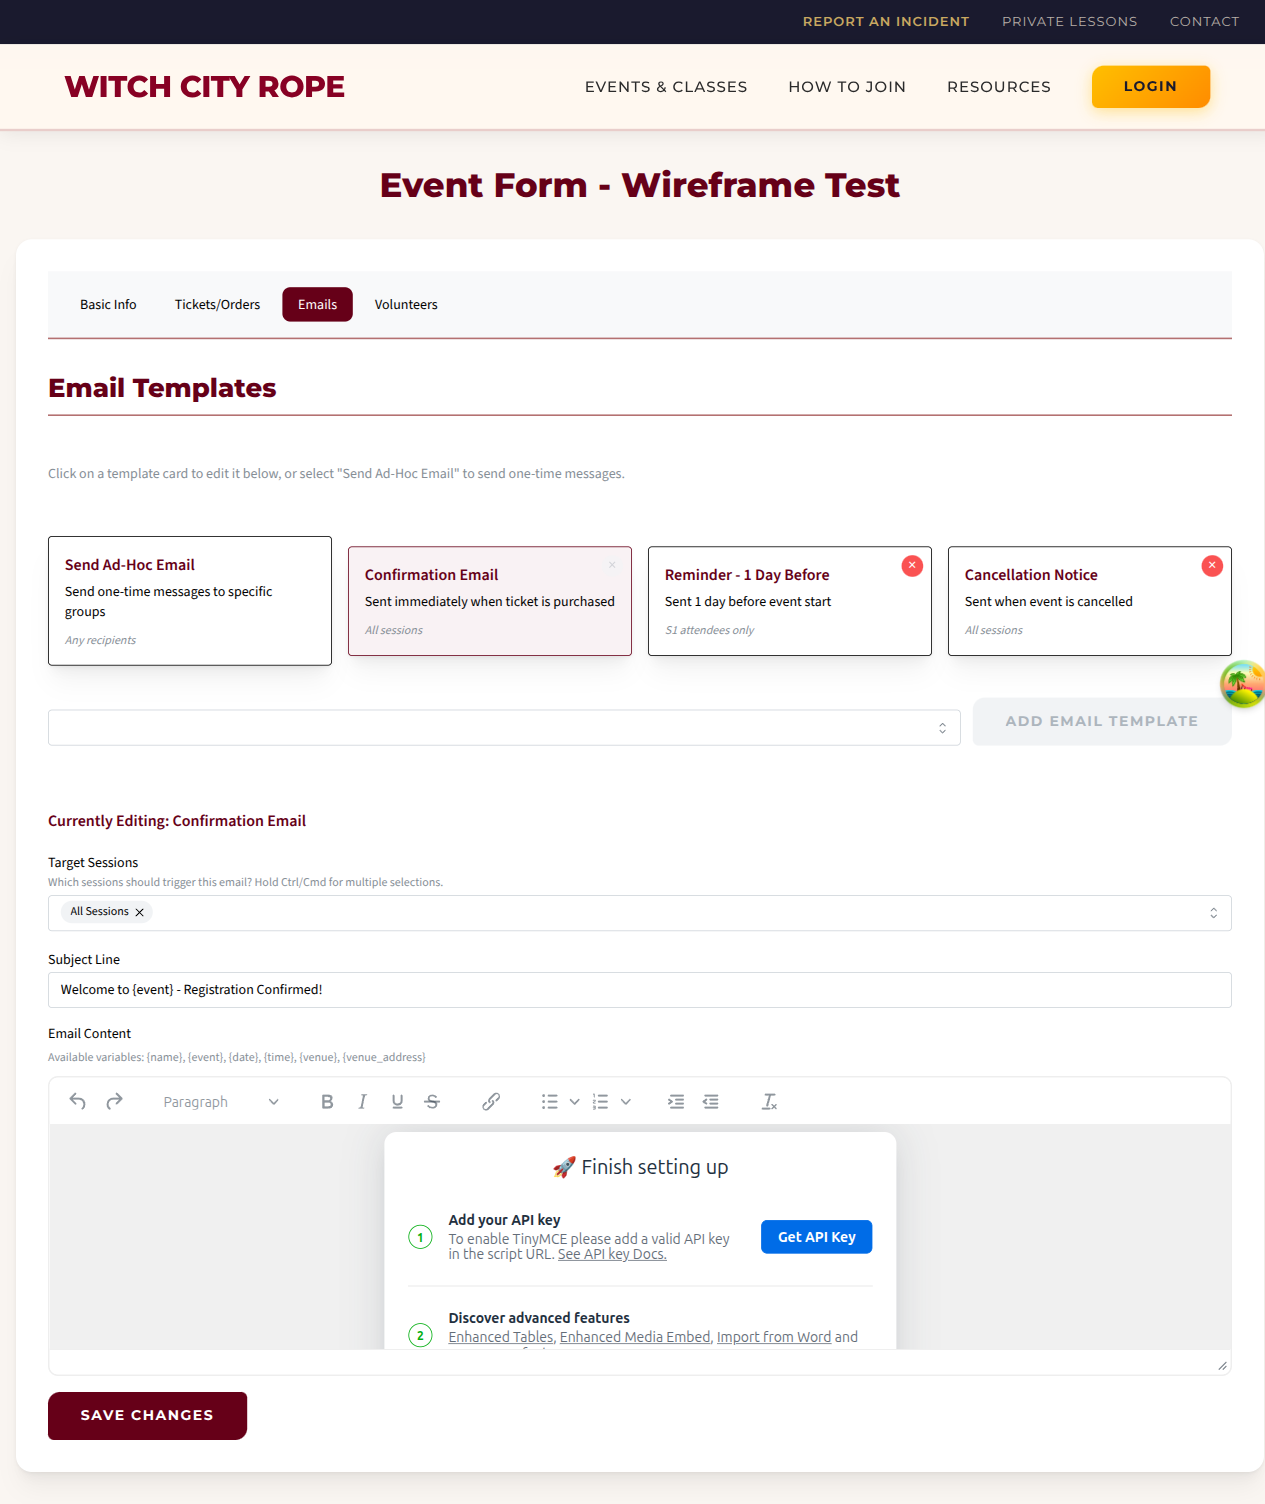 REPORT AN INCIDENT PRIVATE LESSONS CONTACT
WITCH CITY ROPE EVENTS & CLASSES HOW TO JOIN RESOURCES LOGIN
Event Form - Wireframe Test
Basic Info Tickets/Orders Emails Volunteers
Email Templates
Click on a template card to edit it below, or select "Send Ad-Hoc Email" to send one-time messages.
Send Ad-Hoc Email
Send one-time messages to specific
groups
Any recipients
Confirmation Email
Sent immediately when ticket is purchased
All sessions
Reminder - 1 Day Before
Sent 1 day before event start
S1 attendees only
Cancellation Notice
Sent when event is cancelled
All sessions
ADD EMAIL TEMPLATE
Currently Editing: Confirmation Email
Target Sessions
Which sessions should trigger this email? Hold Ctrl/Cmd for multiple selections.
All Sessions
Subject Line
Welcome to {event} - Registration Confirmed!
Email Content
Available variables: {name}, {event}, {date}, {time}, {venue}, {venue_address}
Paragraph
🚀 Finish setting up
1
Add your API key
To enable TinyMCE please add a valid API key
in the script URL. See API key Docs.
Get API Key
2
Discover advanced features
Enhanced Tables, Enhanced Media Embed, Import from Word and
SAVE CHANGES